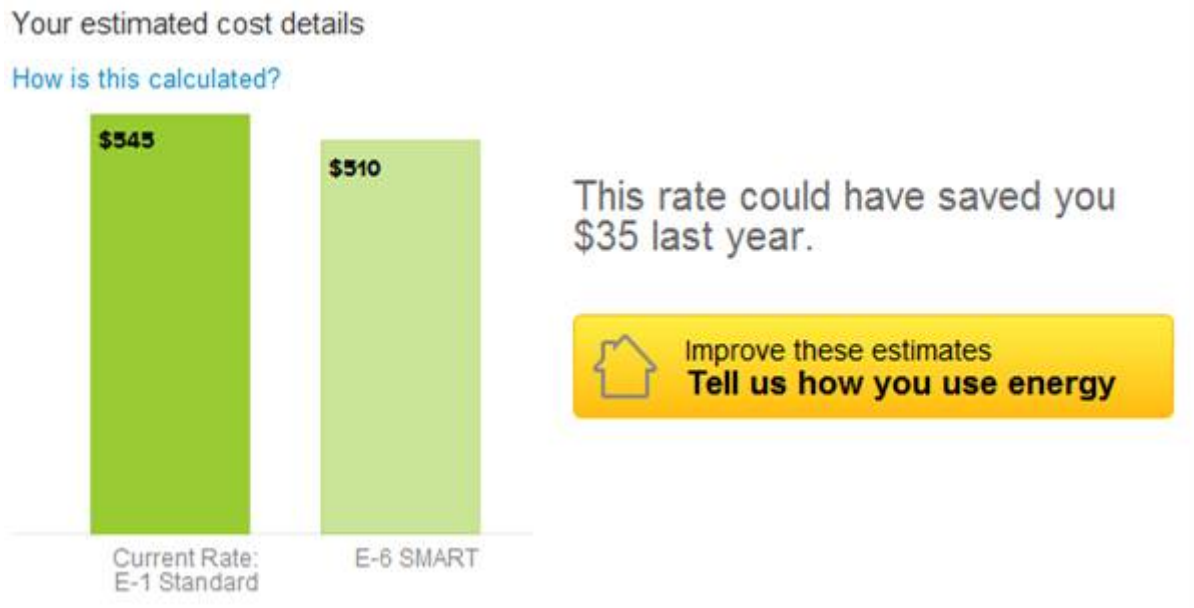 Your estimated cost details
How is this calculated?
$545
$510
This rate could have saved you
$35 last year.
Improve these estimates
Tell us how you use energy
Current Rate:
E-1 Standard
E-6 SMART